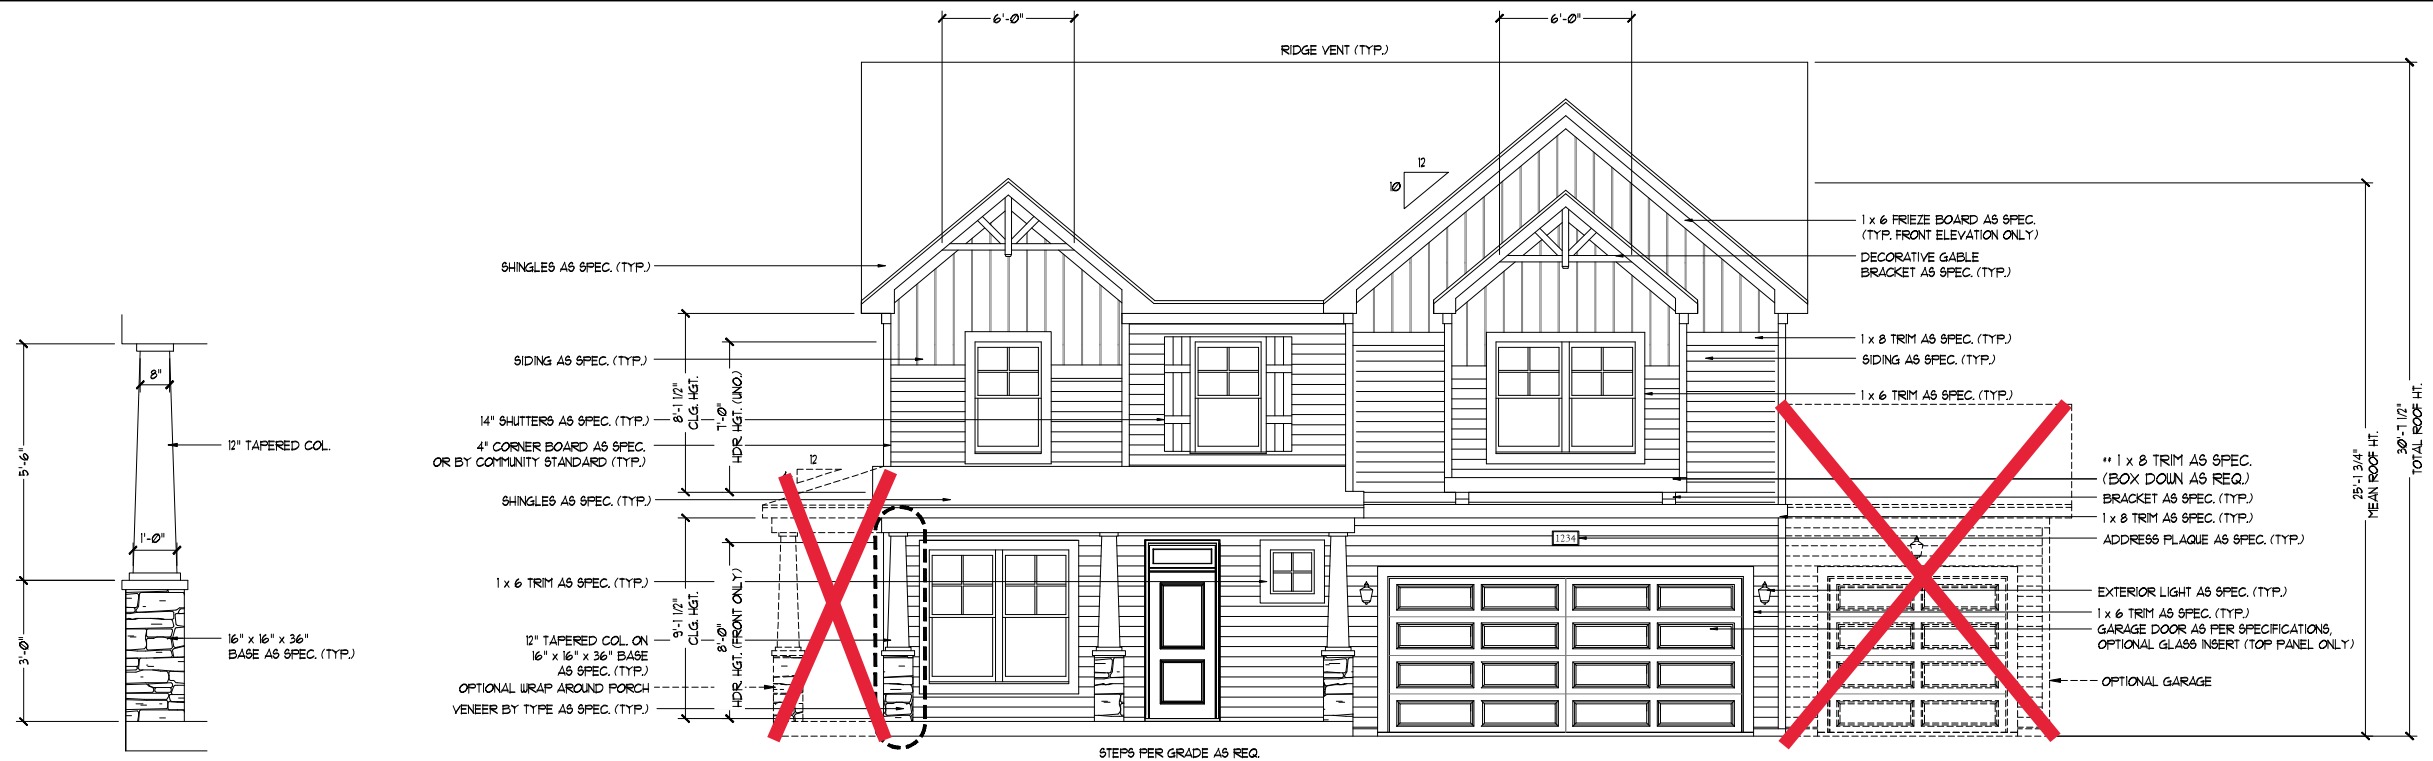 6'-0"
6'-0"
RIDGE VENT (TYP.)
12
10
1 x 6 FRIEZE BOARD AS SPEC.
(TYP. FRONT ELEVATION ONLY)
DECORATIVE GABLE
BRACKET AS SPEC. (TYP.)
SHINGLES AS SPEC. (TYP.)
SIDING AS SPEC. (TYP.)
1 x 8 TRIM AS SPEC. (TYP.)
SIDING AS SPEC. (TYP.)
8"
8'-1 1/2"
CLG. HGT.
7'-0"
HDR. HGT. (UNO.)
1 x 6 TRIM AS SPEC. (TYP.)
14" SHUTTERS AS SPEC. (TYP.)
12" TAPERED COL.
4" CORNER BOARD AS SPEC.
OR BY COMMUNITY STANDARD (TYP.)
12
5'-6"
30'-7 1/2"
TOTAL ROOF HT.
25'-1 3/4"
MEAN ROOF HT.
** 1 x 8 TRIM AS SPEC.
(BOX DOWN AS REQ.)
BRACKET AS SPEC. (TYP.)
SHINGLES AS SPEC. (TYP.)
1 x 8 TRIM AS SPEC. (TYP.)
1'-0"
1234
ADDRESS PLAQUE AS SPEC. (TYP.)
1 x 6 TRIM AS SPEC. (TYP.)
9'-1 1/2"
CLG. HGT.
8'-0"
HDR. HGT. (FRONT ONLY)
EXTERIOR LIGHT AS SPEC. (TYP.)
1 x 6 TRIM AS SPEC. (TYP.)
GARAGE DOOR AS PER SPECIFICATIONS,
OPTIONAL GLASS INSERT (TOP PANEL ONLY)
3'-0"
16" x 16" x 36"
BASE AS SPEC. (TYP.)
12" TAPERED COL. ON
16" x 16" x 36" BASE
AS SPEC. (TYP.)
OPTIONAL WRAP AROUND PORCH
VENEER BY TYPE AS SPEC. (TYP.)
OPTIONAL GARAGE
STEPS PER GRADE AS REQ.